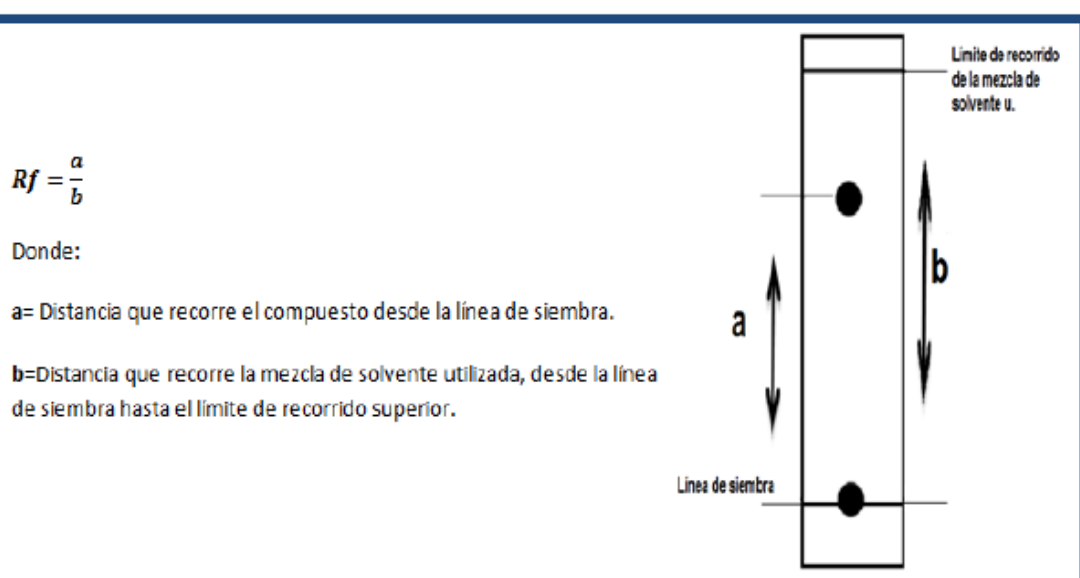 Rf = a/b
Donde:
a= Distancia que recorre el compuesto desde la línea de siembra.
b=Distancia que recorre la mezcla de solvente utilizada, desde la línea
de siembra hasta el límite de recorrido superior.
Limite de recorrido
de la mezcla de
solvente u.
b
a
Linea de siembra